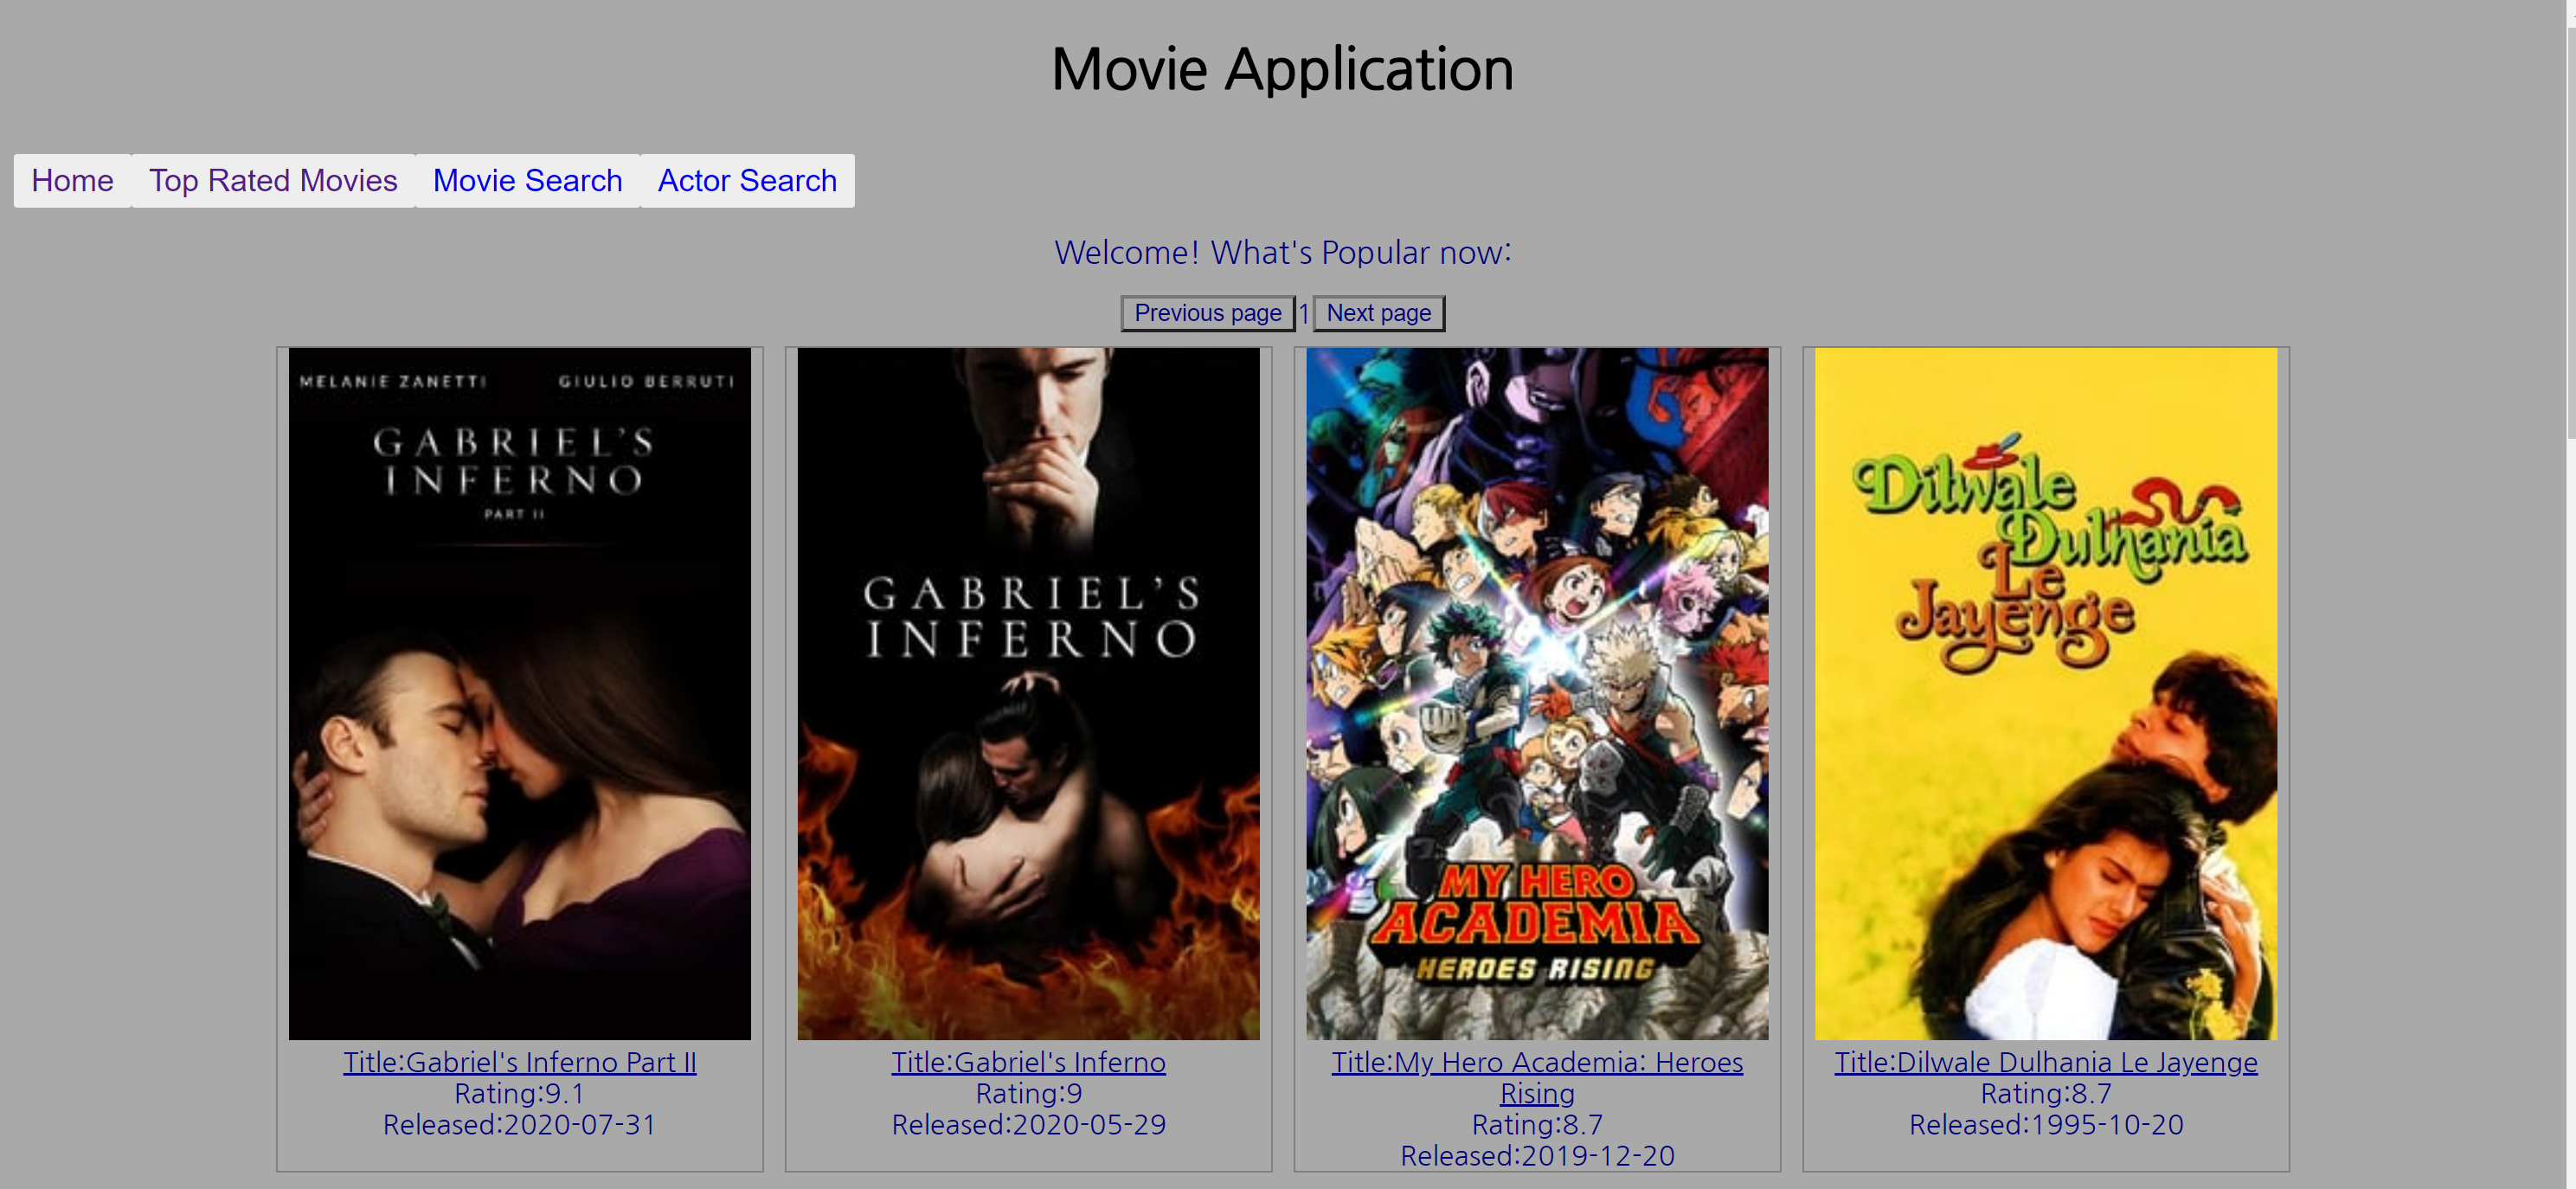 Movie Application
Home Top Rated Movies Movie Search Actor Search
Welcome! What's Popular now:
Previous page 1 Next page
MELANIE ZANETTI GIULIO BERRUTI
GABRIEL'S
INFERNO
PART II
Title:Gabriel's Inferno Part II
Rating:9.1
Released:2020-07-31
GABRIEL'S
INFERNO
Title:Gabriel's Inferno
Rating:9
Released:2020-05-29
MY HERO
ACADEMIA
HEROES RISING
Title:My Hero Academia: Heroes
Rising
Rating:8.7
Released:2019-12-20
Dilwale
Dulhania
Le
Jayenge
Title:Dilwale Dulhania Le Jayenge
Rating:8.7
Released:1995-10-20